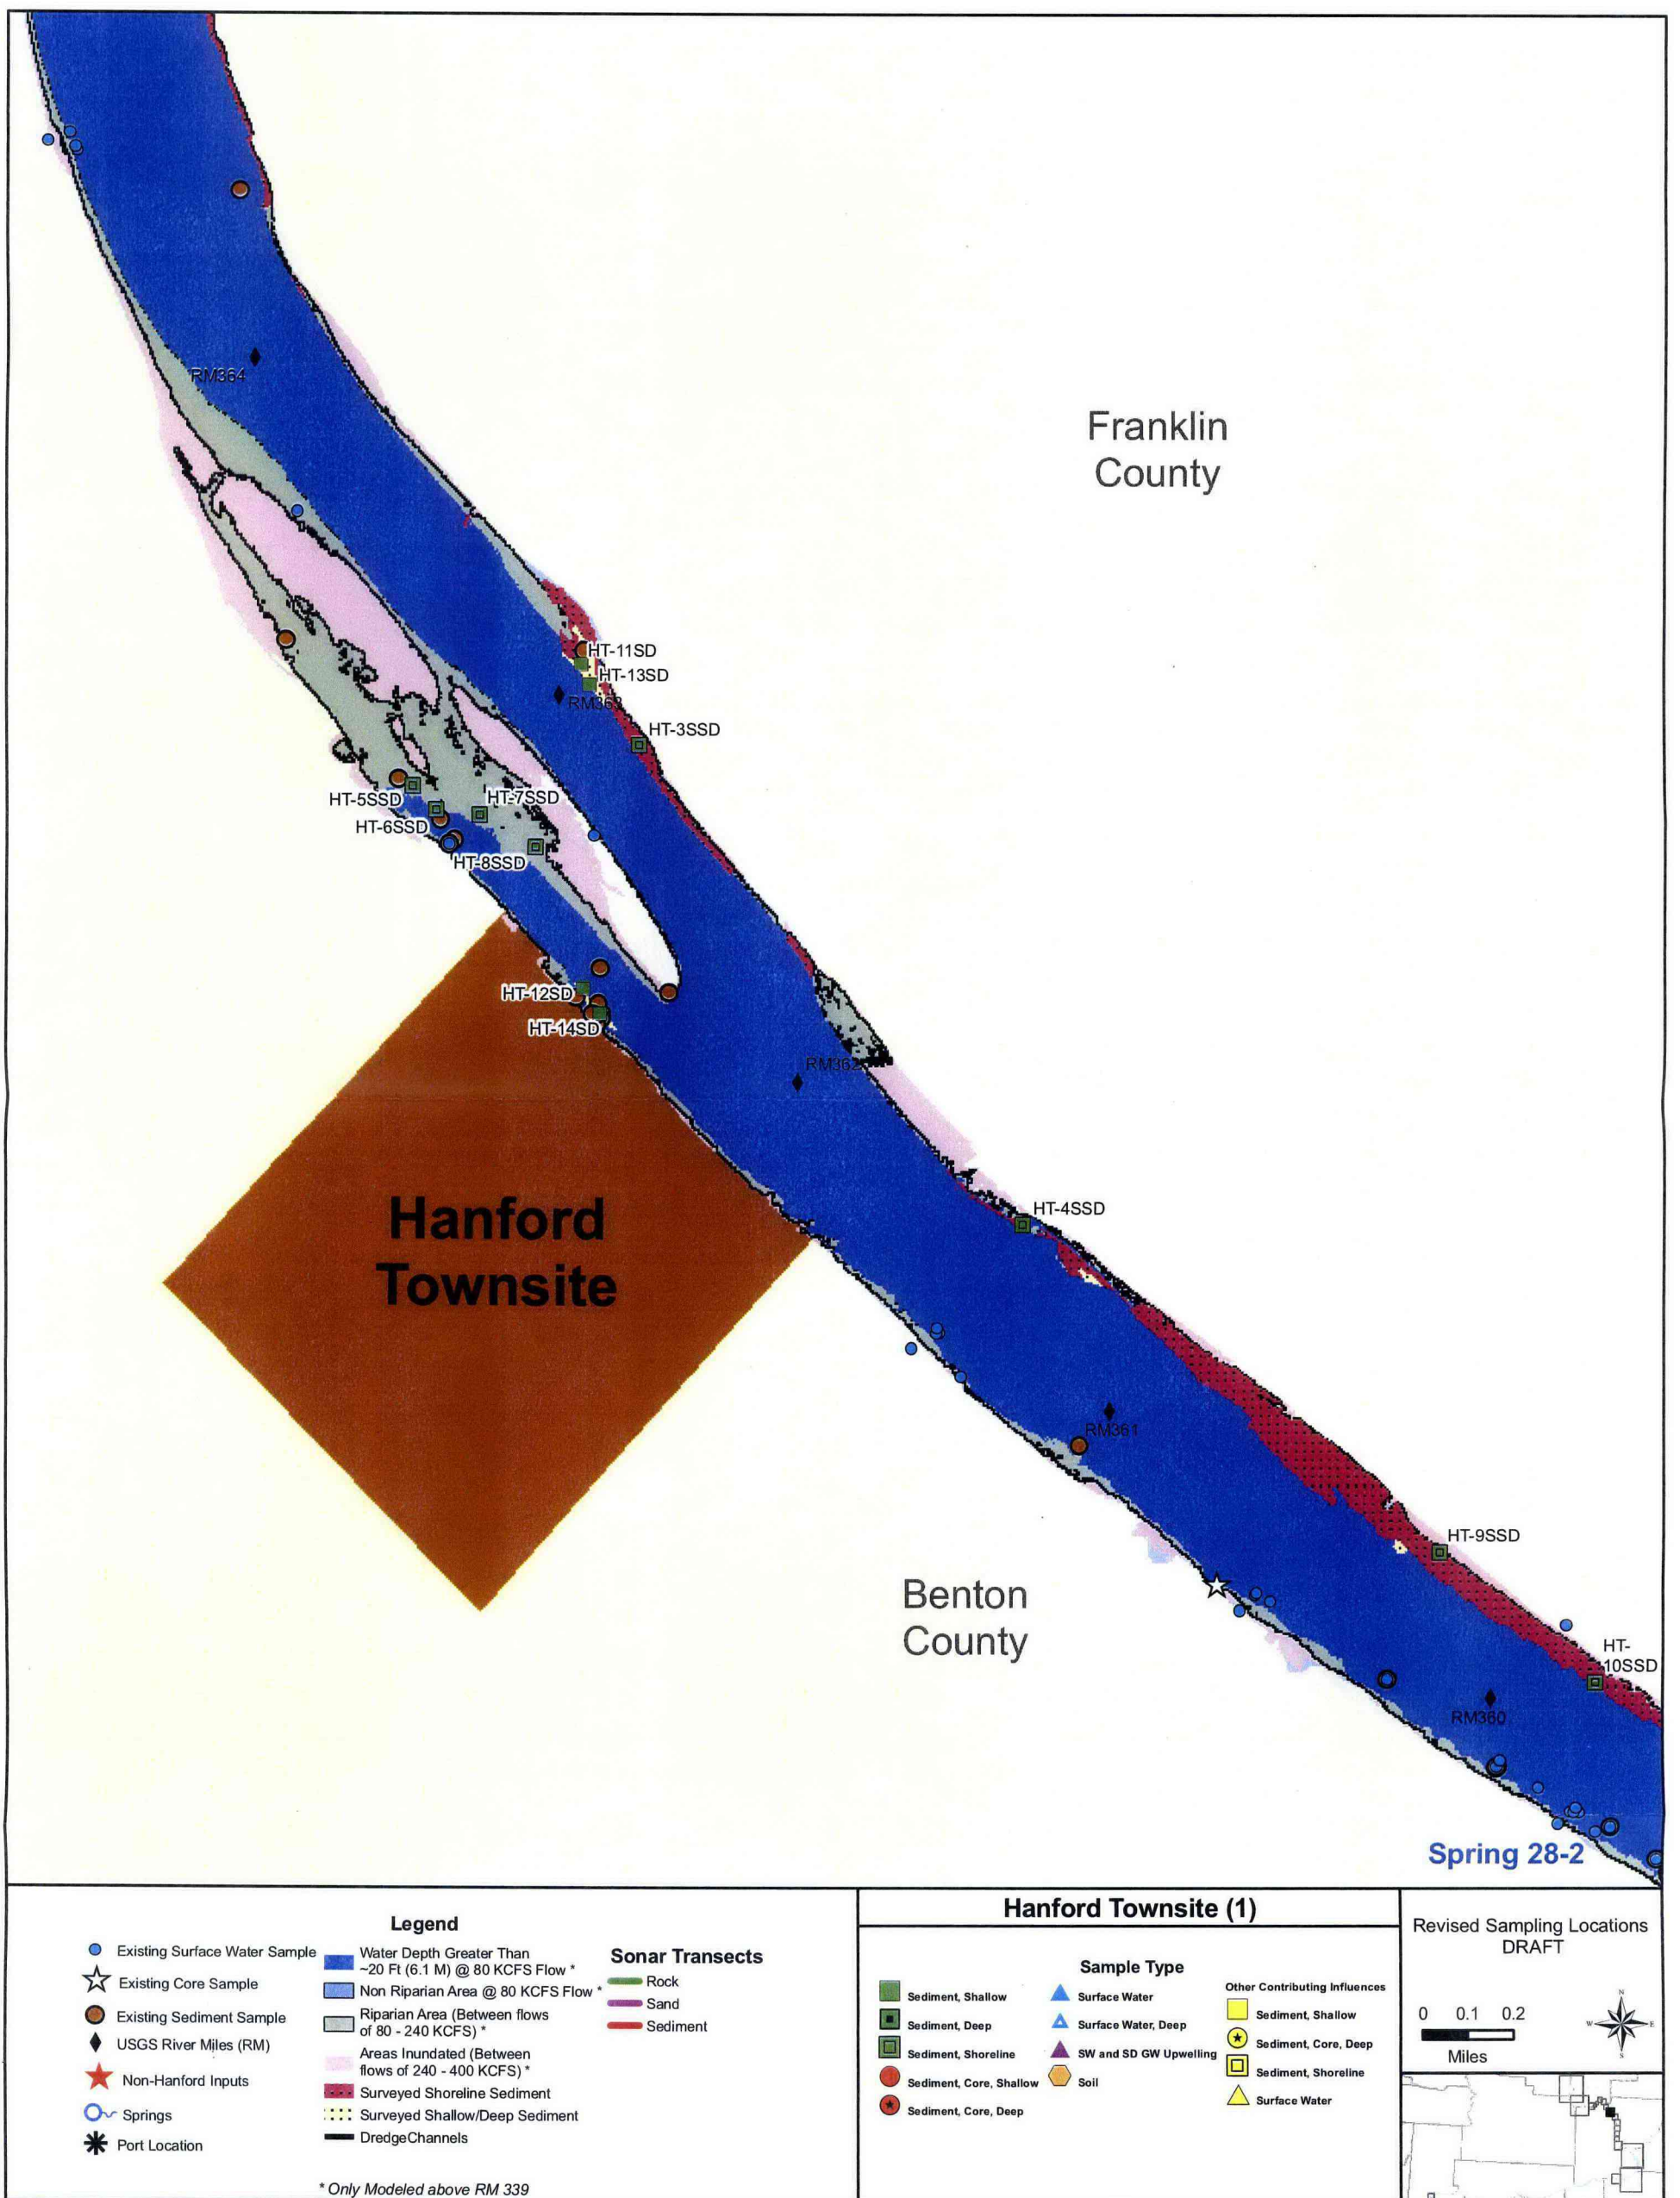 RM364
Franklin
County
HT-11SD
HT-13SD
RM363
HT-3SSD
HT-5SSD
HT-7SSD
HT-6SSD
HT-8SSD
HT-12SD
HT-14SD
RM362
Hanford
Townsite
HT-4SSD
RM361
HT-9SSD
Benton
County
HT-
10SSD
RM360
Spring 28-2
Legend
Existing Surface Water Sample
Existing Core Sample
Existing Sediment Sample
USGS River Miles (RM)
Non-Hanford Inputs
Springs
Port Location
Water Depth Greater Than
~20 Ft (6.1 M) @ 80 KCFS Flow *
Non Riparian Area @ 80 KCFS Flow *
Riparian Area (Between flows
of 80 - 240 KCFS) *
Areas Inundated (Between
flows of 240 - 400 KCFS) *
Surveyed Shoreline Sediment
Surveyed Shallow/Deep Sediment
DredgeChannels
* Only Modeled above RM 339
Sonar Transects
Rock
Sand
Sediment
Hanford Townsite (1)
Sample Type
Sediment, Shallow
Sediment, Deep
Sediment, Shoreline
Sediment, Core, Shallow
Sediment, Core, Deep
Surface Water
Surface Water, Deep
SW and SD GW Upwelling
Soil
Other Contributing Influences
Sediment, Shallow
Sediment, Core, Deep
Sediment, Shoreline
Surface Water
Revised Sampling Locations
DRAFT
0 0.1 0.2
Miles
N
W E
S